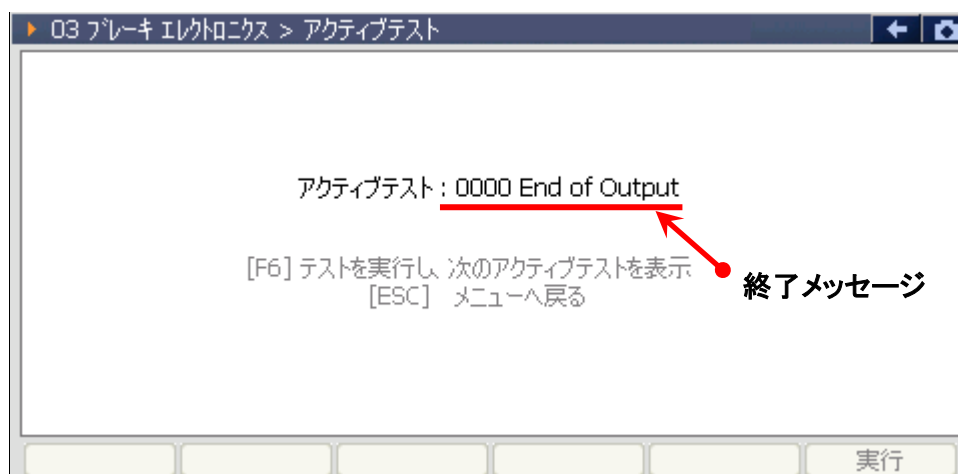 03 ブレーキ エレクトロニクス > アクティブテスト
アクティブテスト : 0000 End of Output
[F6] テストを実行し、次のアクティブテストを表示
[ESC] メニューへ戻る
終了メッセージ
実行